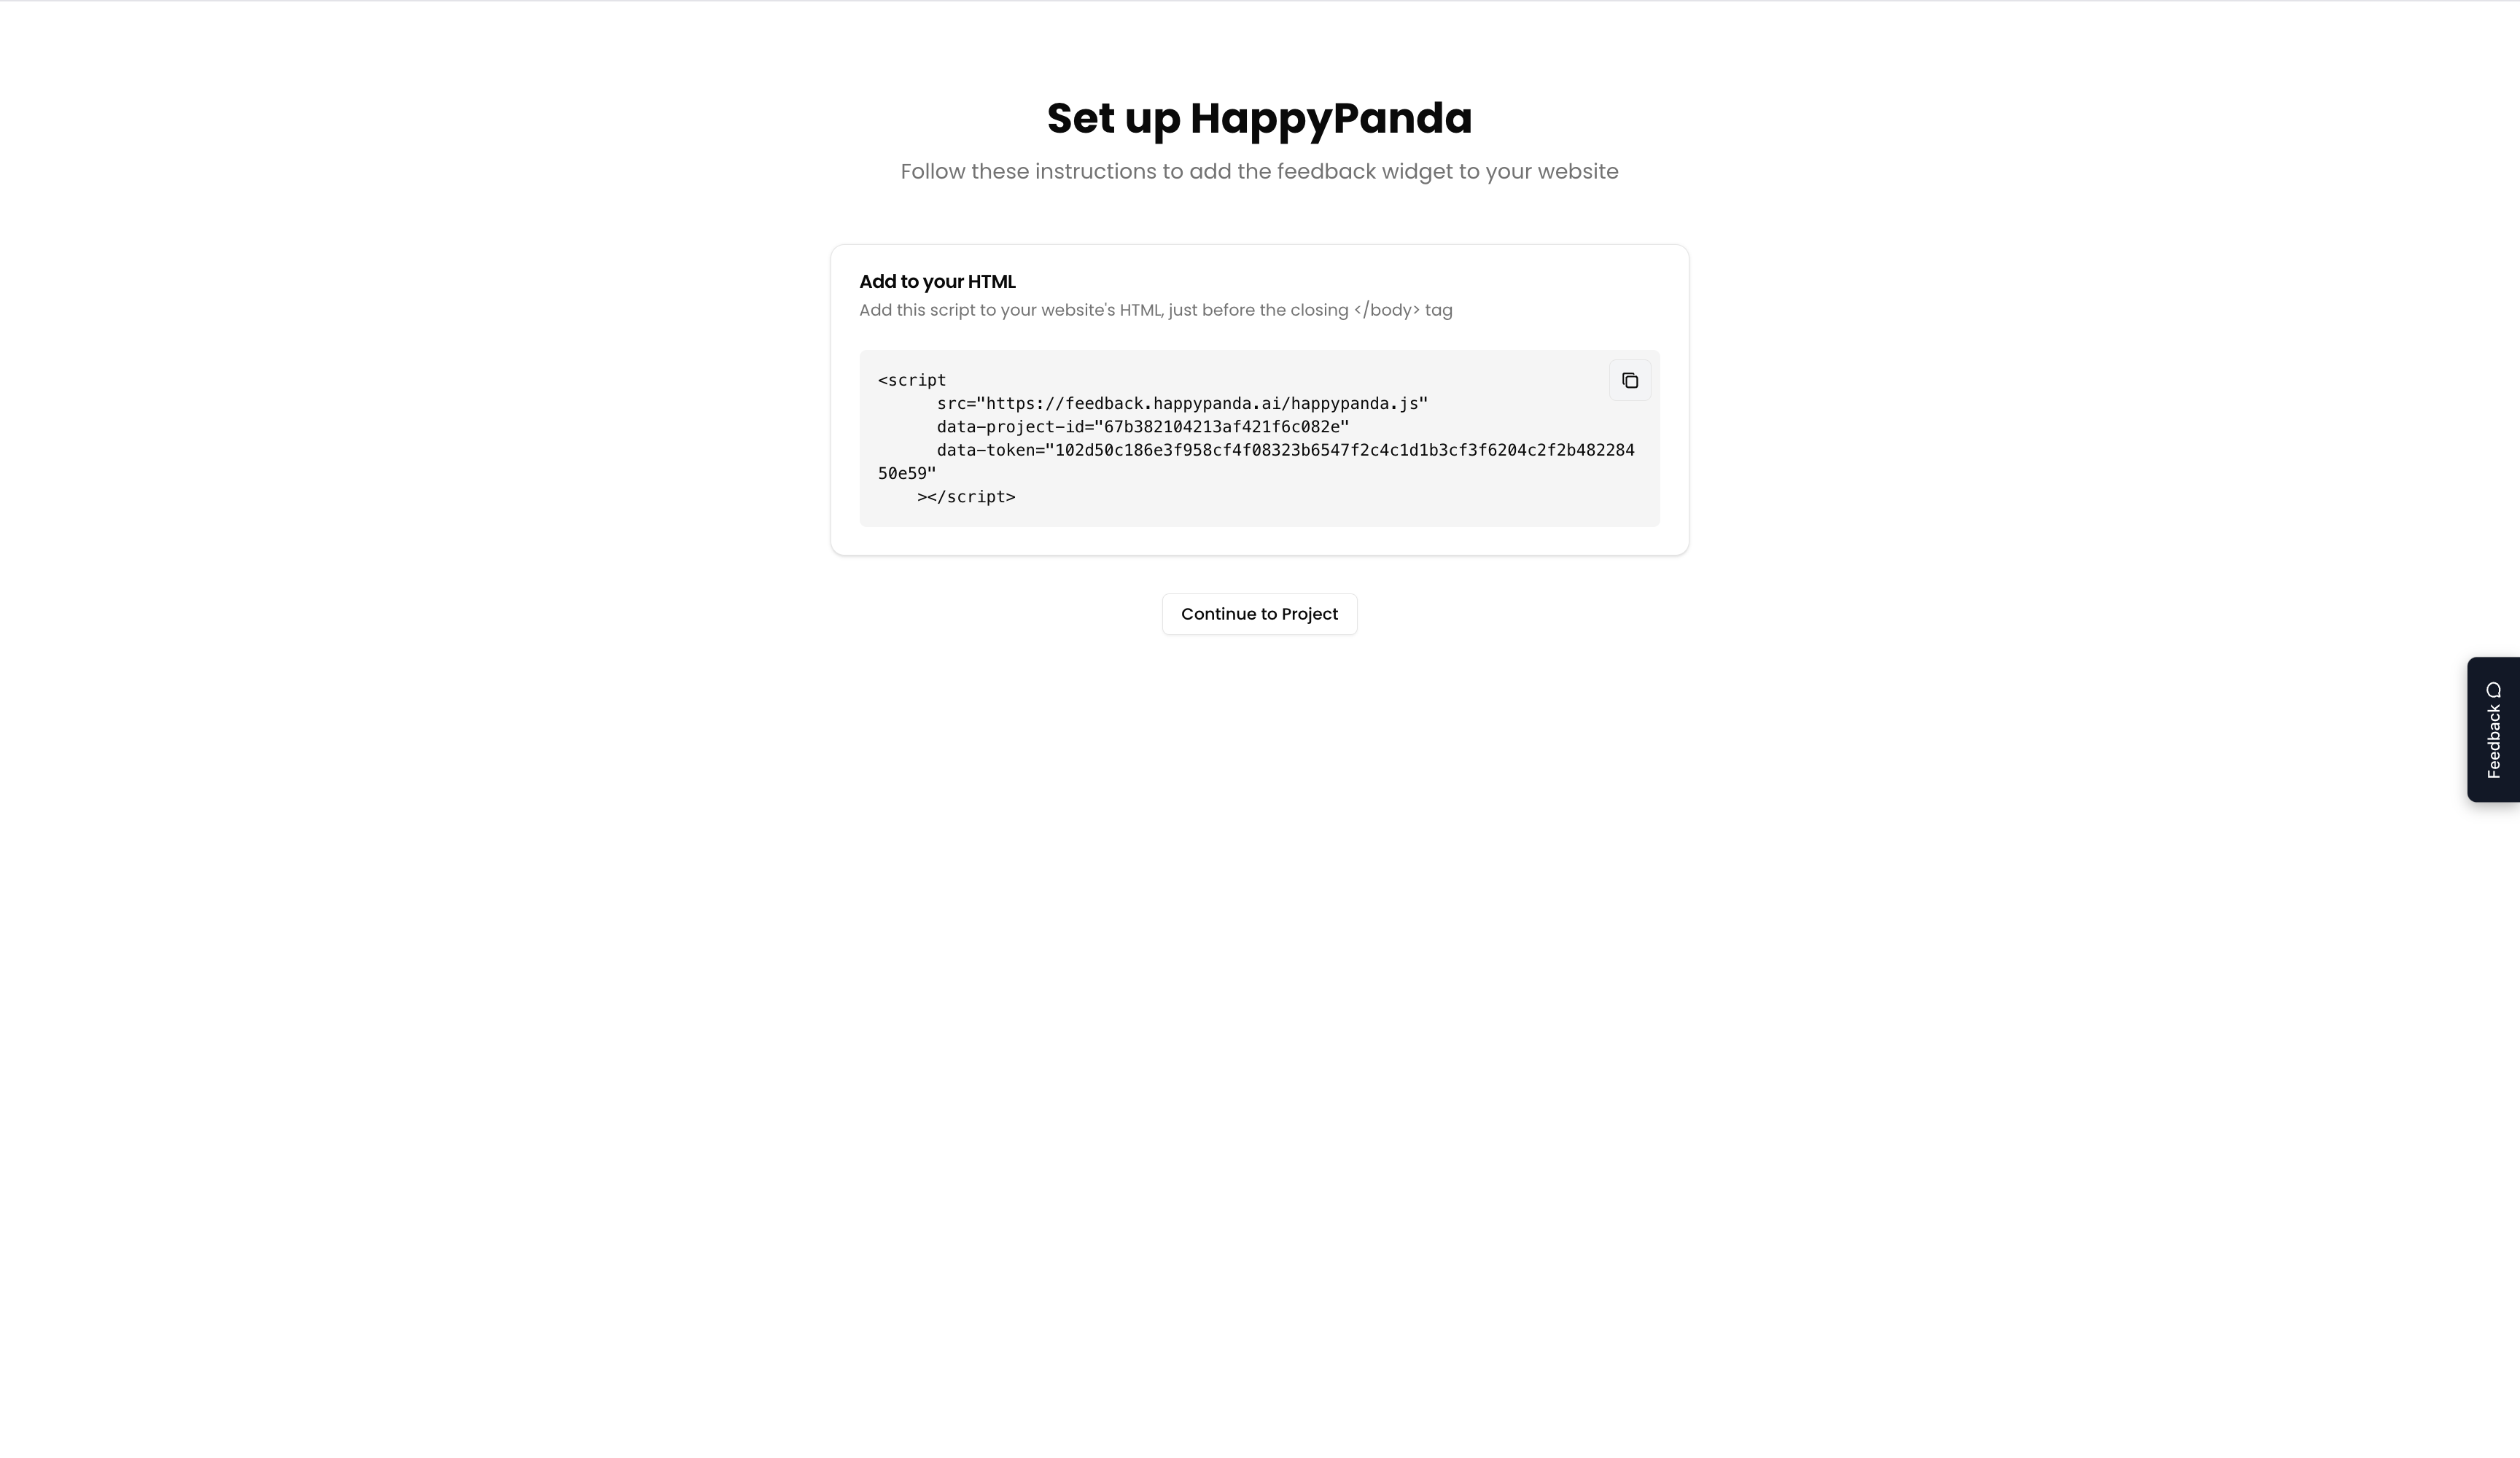 Set up HappyPanda
Follow these instructions to add the feedback widget to your website
Add to your HTML
Add this script to your website's HTML, just before the closing </body> tag
<script
src="https://feedback.happypanda.ai/happypanda.js"
data-project-id="67b382104213af421f6c082e"
data-token="102d50c186e3f958cf4f08323b6547f2c4c1d1b3cf3f6204c2f2b482284
50e59"
></script>
Continue to Project
Feedback